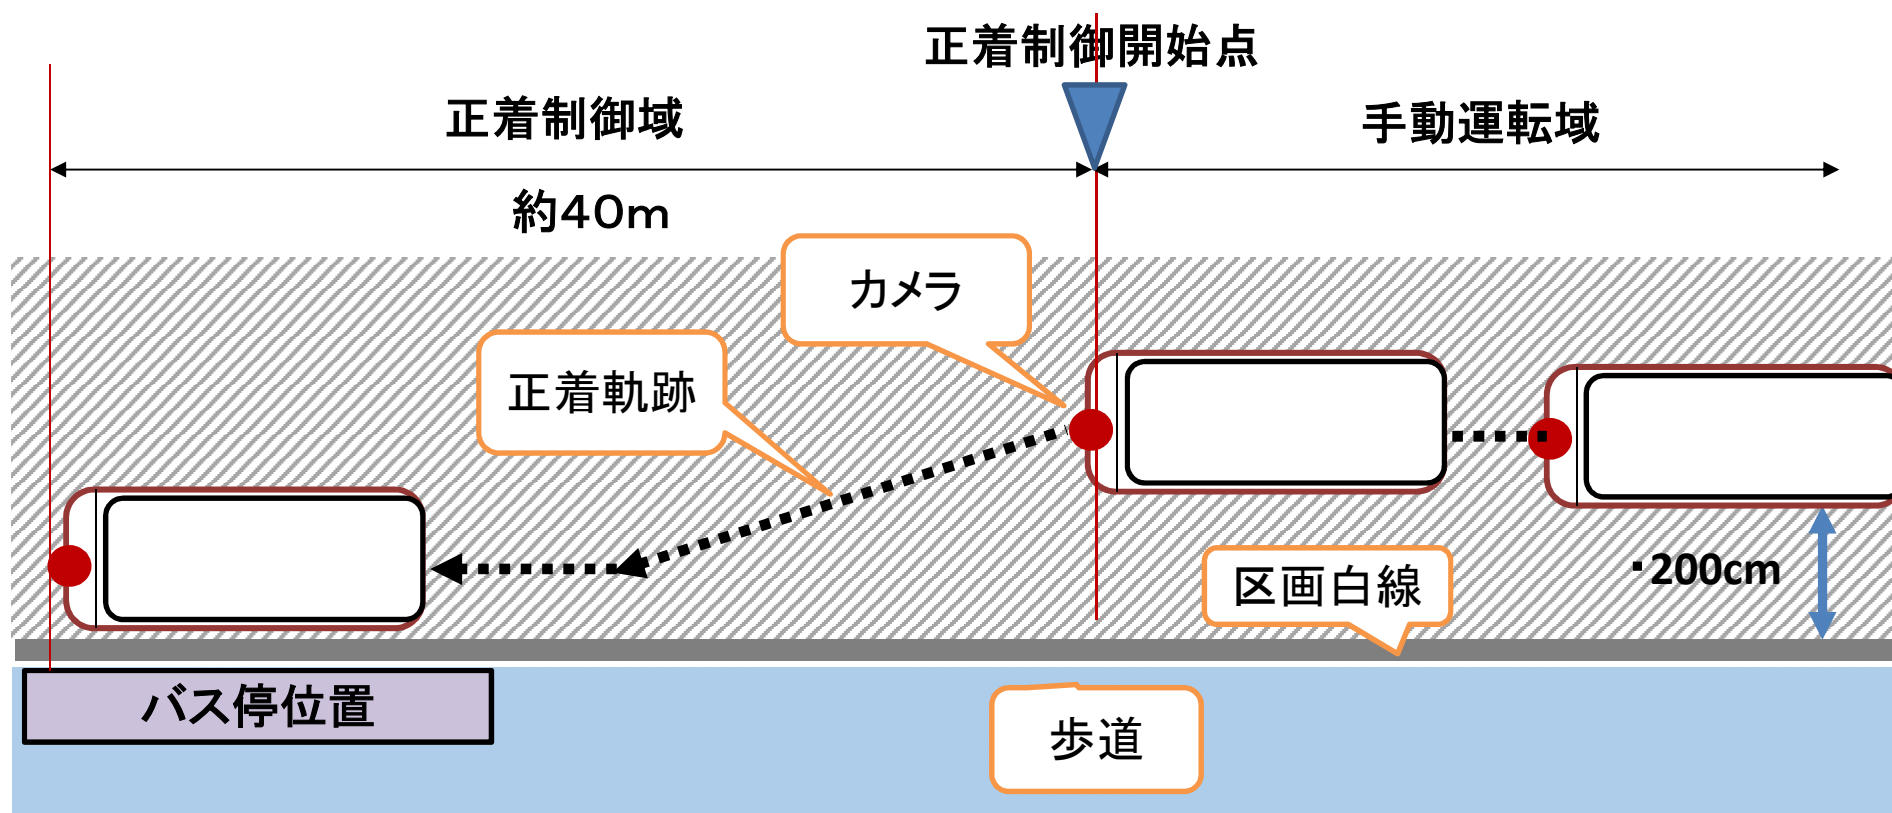 正着制御開始点
正着制御域
手動運転域
約40m
カメラ
正着軌跡
区画白線
・200cm
バス停位置
歩道